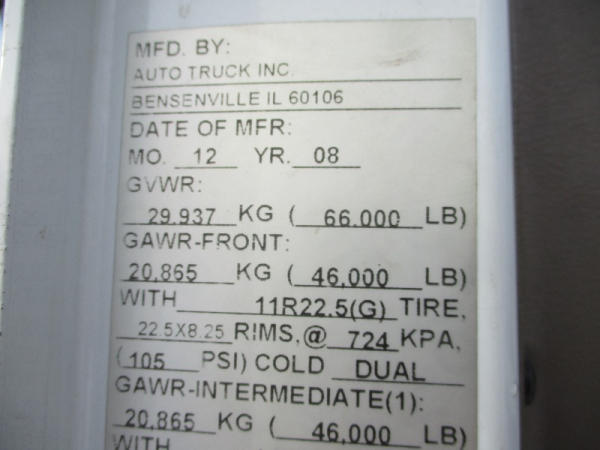 MFD. BY:
AUTO TRUCK INC.
BENSENVILLE IL 60106
DATE OF MFR:
MO. 12 YR. 08
GVWR:
29,937 KG ( 66,000 LB)
GAWR-FRONT:
20,865 KG ( 46,000 LB)
WITH 11R22.5(G) TIRE,
22.5X8.25 RIMS,@ 724 KPA,
(105 PSI) COLD DUAL
GAWR-INTERMEDIATE(1):
20,865 KG ( 46,000 LB)
WITH